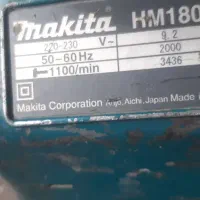 makita HM180
220-230 V~ 9.2
50-60Hz 2000
1100/min 3436
Makita Corporation Anjo, Aichi, Japan Made